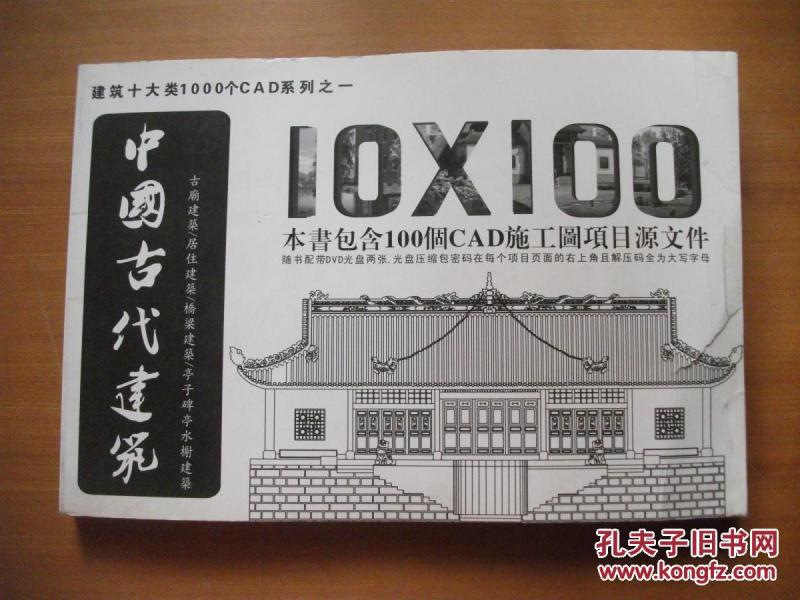 建筑十大类1000个CAD系列之一
中國古代建筑
古廟建築/居住建築/橋梁建築/亭子碑亭水榭建築
10X100
本書包含100個CAD施工圖項目源文件
随书配带DVD光盘两张.光盘压缩包密码在每个项目页面的右上角且解压码全为大写字母
孔夫子旧书网
www.kongfz.com